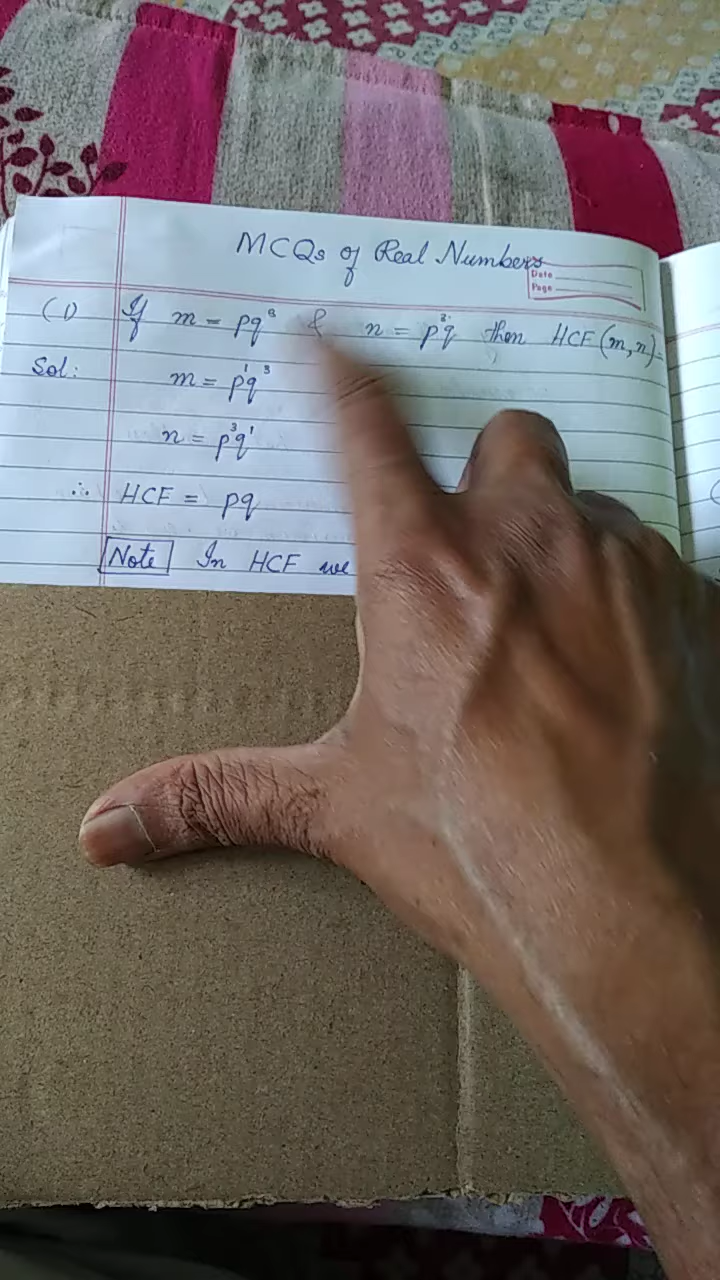 MCQs of Real Numbers
Date
Page
(1) If m = pq³ & n = p³q then HCF(m,n)=
Sol: m = p¹q³
n = p³q¹
∴ HCF = pq
Note In HCF we